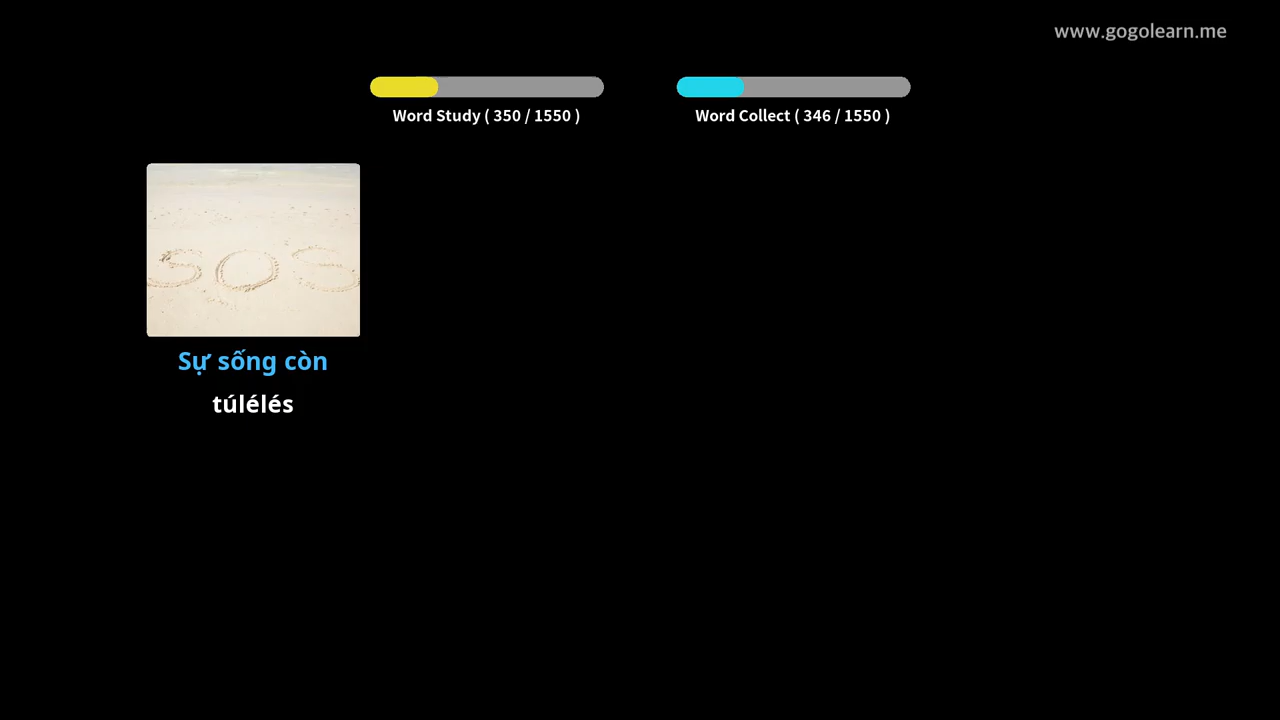 www.gogolearn.me
Word Study ( 350 / 1550 )
Word Collect ( 346 / 1550 )
SOS
Sự sống còn
túlélés